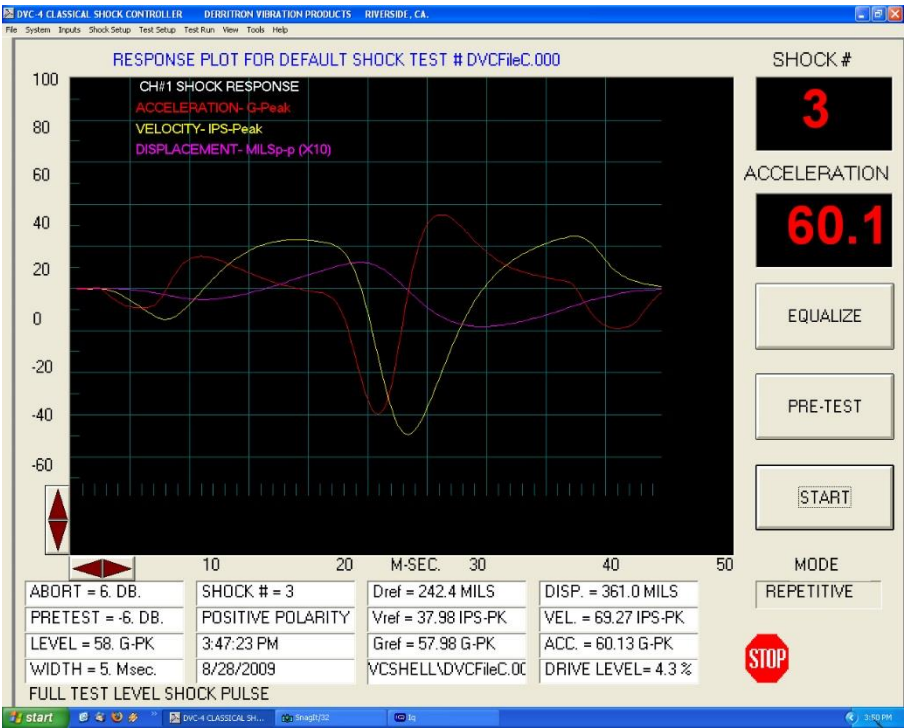 DVC-4 CLASSICAL SHOCK CONTROLLER DERRITRON VIBRATION PRODUCTS RIVERSIDE, CA.
File System Inputs Shock Setup Test Setup Test Run View Tools Help
RESPONSE PLOT FOR DEFAULT SHOCK TEST # DVCFileC.000
SHOCK #
3
ACCELERATION
60.1
CH#1 SHOCK RESPONSE
ACCELERATION- G-Peak
VELOCITY- IPS-Peak
DISPLACEMENT- MILSp-p (X10)
100
80
60
40
20
0
-20
-40
-60
EQUALIZE
PRE-TEST
START
10 20 M-SEC. 30 40 50
MODE
REPETITIVE
ABORT = 6. DB. SHOCK # = 3 Dref = 242.4 MILS DISP. = 361.0 MILS
PRETEST = -6. DB. POSITIVE POLARITY Vref = 37.98 IPS-PK VEL. = 69.27 IPS-PK
LEVEL = 58. G-PK 3:47:23 PM Gref = 57.98 G-PK ACC. = 60.13 G-PK
WIDTH = 5. Msec. 8/28/2009 VCSHELL\DVCFileC.00 DRIVE LEVEL= 4.3 %
STOP
FULL TEST LEVEL SHOCK PULSE
start DVC-4 CLASSICAL SH... SnagIt/32 Iq 3:50 PM